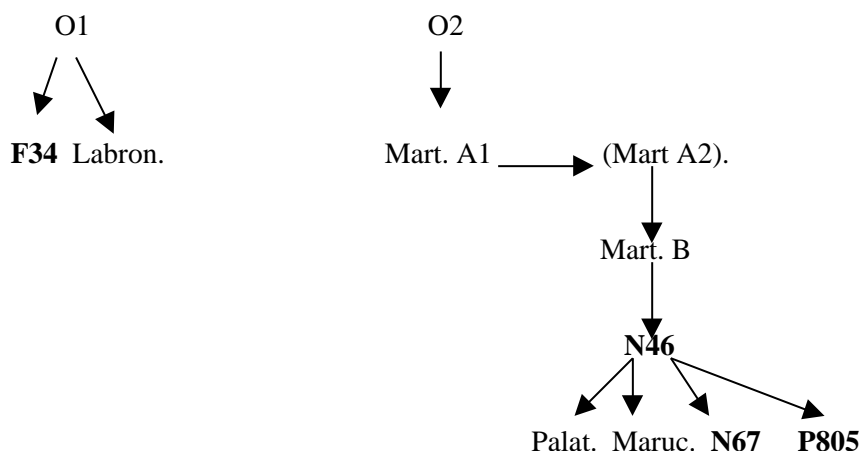 O1 O2
F34 Labron. Mart. A1 (Mart A2).
Mart. B
N46
Palat. Maruc. N67 P805